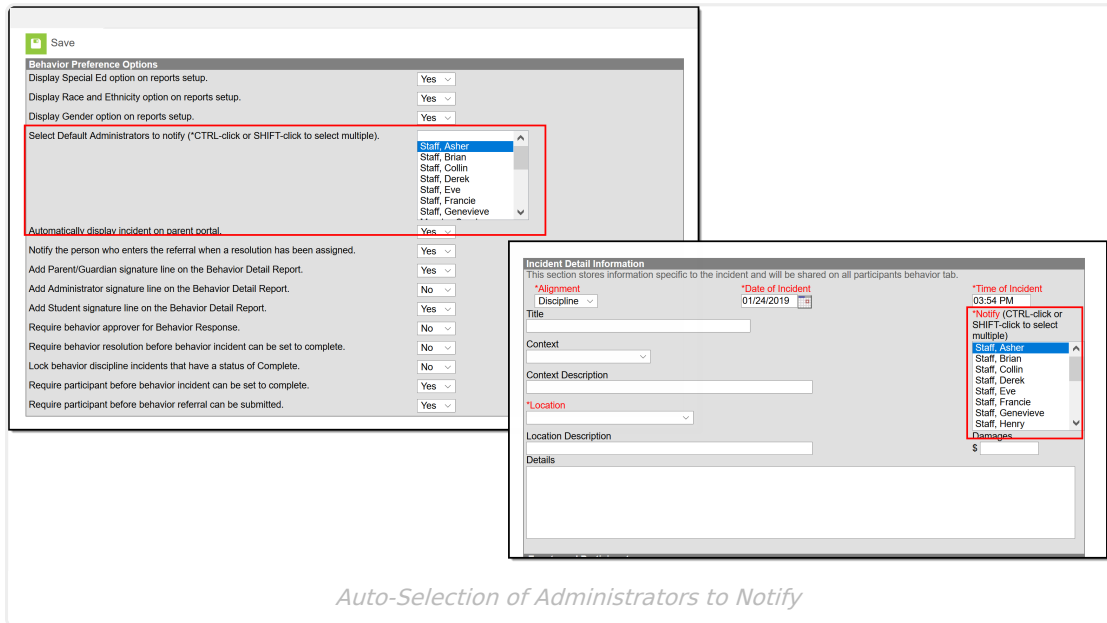 Save
Behavior Preference Options
Display Special Ed option on reports setup.
Yes
Display Race and Ethnicity option on reports setup.
Yes
Display Gender option on reports setup.
Yes
Select Default Administrators to notify (*CTRL-click or SHIFT-click to select multiple).
Staff, Asher
Staff, Brian
Staff, Collin
Staff, Derek
Staff, Eve
Staff, Francie
Staff, Genevieve
Automatically display incident on parent portal.
Yes
Notify the person who enters the referral when a resolution has been assigned.
Yes
Add Parent/Guardian signature line on the Behavior Detail Report.
Yes
Add Administrator signature line on the Behavior Detail Report.
No
Add Student signature line on the Behavior Detail Report.
Yes
Require behavior approver for Behavior Response.
No
Require behavior resolution before behavior incident can be set to complete.
No
Lock behavior discipline incidents that have a status of Complete.
No
Require participant before behavior incident can be set to complete.
Yes
Require participant before behavior referral can be submitted.
Yes
Incident Detail Information
This section stores information specific to the incident and will be shared on all participants behavior tab.
*Alignment
Discipline
*Date of Incident
01/24/2019
*Time of Incident
03:54 PM
Title
*Notify (CTRL-click or
SHIFT-click to select
multiple)
Staff, Asher
Staff, Brian
Staff, Collin
Staff, Derek
Staff, Eve
Staff, Francie
Staff, Genevieve
Staff, Henry
Context
Context Description
*Location
Location Description
Damages
$
Details
Auto-Selection of Administrators to Notify